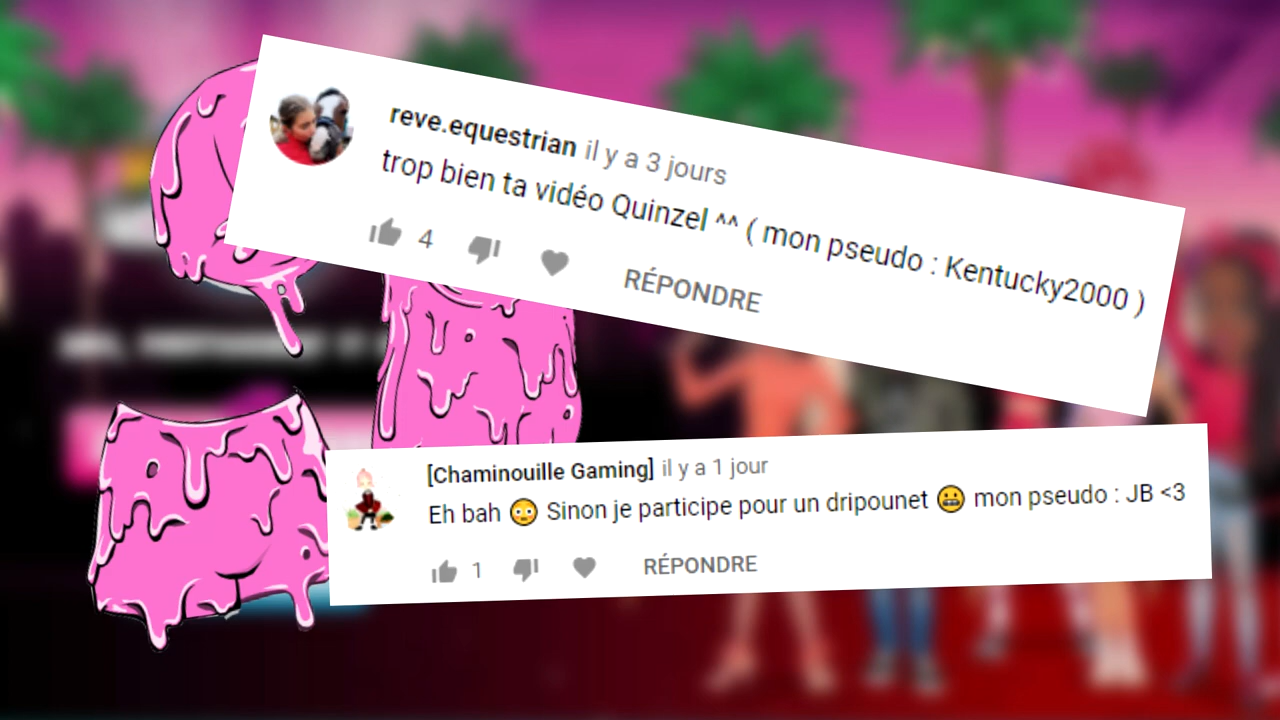 reve.equestrian il y a 3 jours
trop bien ta vidéo Quinzel ^^ ( mon pseudo : Kentucky2000 )
4
RÉPONDRE
[Chaminouille Gaming] il y a 1 jour
Eh bah 😳 Sinon je participe pour un dripounet 😬 mon pseudo : JB <3
1
RÉPONDRE